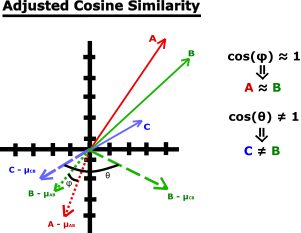 Adjusted Cosine Similarity
A
B
C
cos(φ) ≈ 1
⇓
A ≈ B
cos(θ) ≠ 1
⇓
C ≠ B
C - μCB
φ
θ
B - μAB
B - μCB
A - μAB